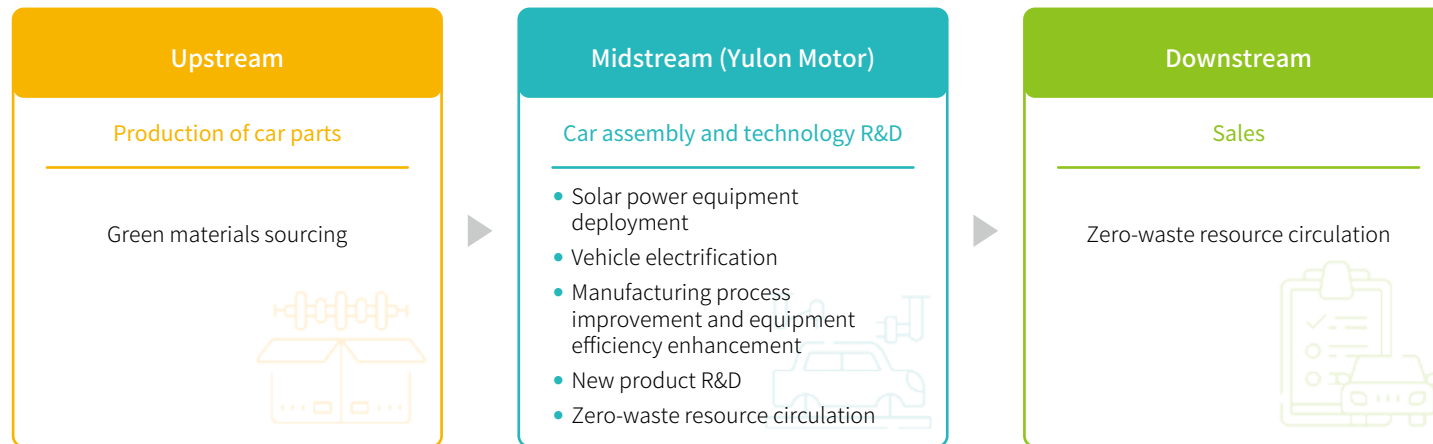 Upstream
Production of car parts
Green materials sourcing
Midstream (Yulon Motor)
Car assembly and technology R&D
• Solar power equipment
deployment
• Vehicle electrification
• Manufacturing process
improvement and equipment
efficiency enhancement
• New product R&D
• Zero-waste resource circulation
Downstream
Sales
Zero-waste resource circulation